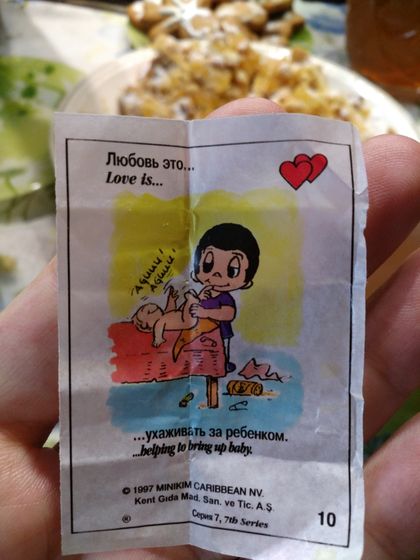 Любовь это...
Love is...
...ухаживать за ребенком.
...helping to bring up baby.
© 1997 MINIKIM CARIBBEAN NV.
Kent Gıda Mad. San. ve Tic. A.Ş.
® Серия 7, 7th Series 10